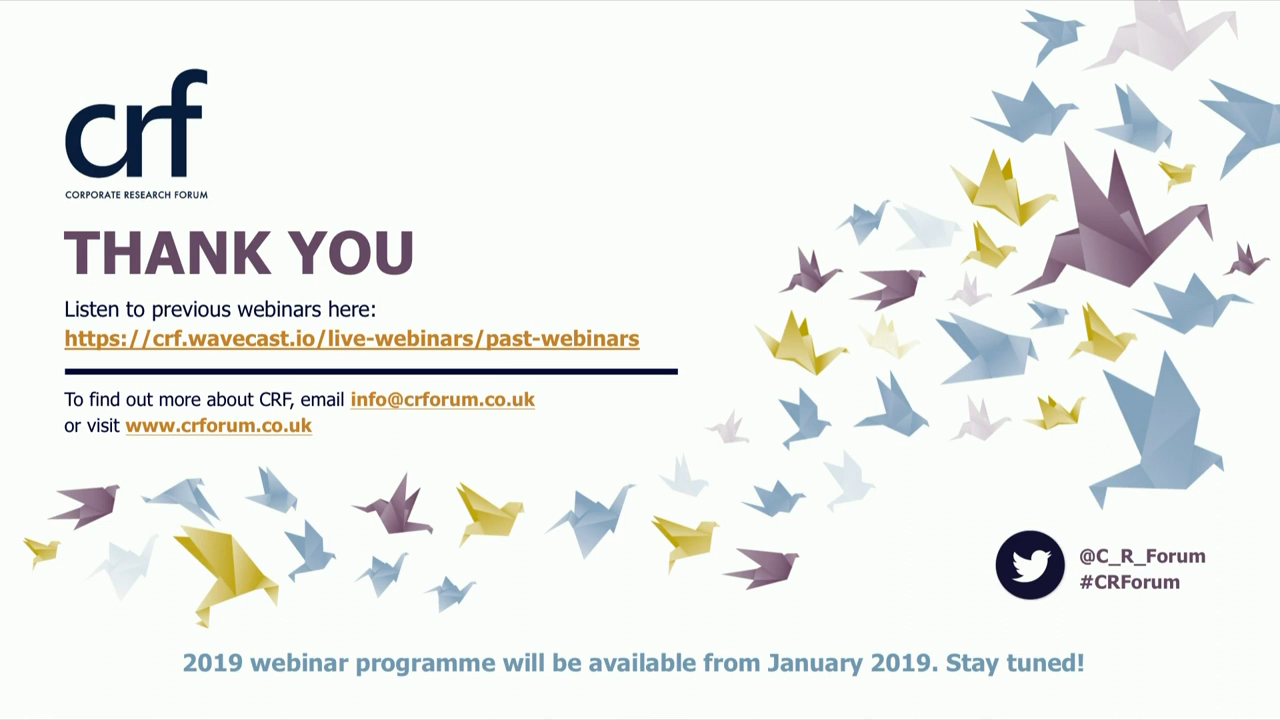 crf
CORPORATE RESEARCH FORUM
THANK YOU
Listen to previous webinars here:
https://crf.wavecast.io/live-webinars/past-webinars
To find out more about CRF, email info@crforum.co.uk
or visit www.crforum.co.uk
@C_R_Forum
#CRForum
2019 webinar programme will be available from January 2019. Stay tuned!